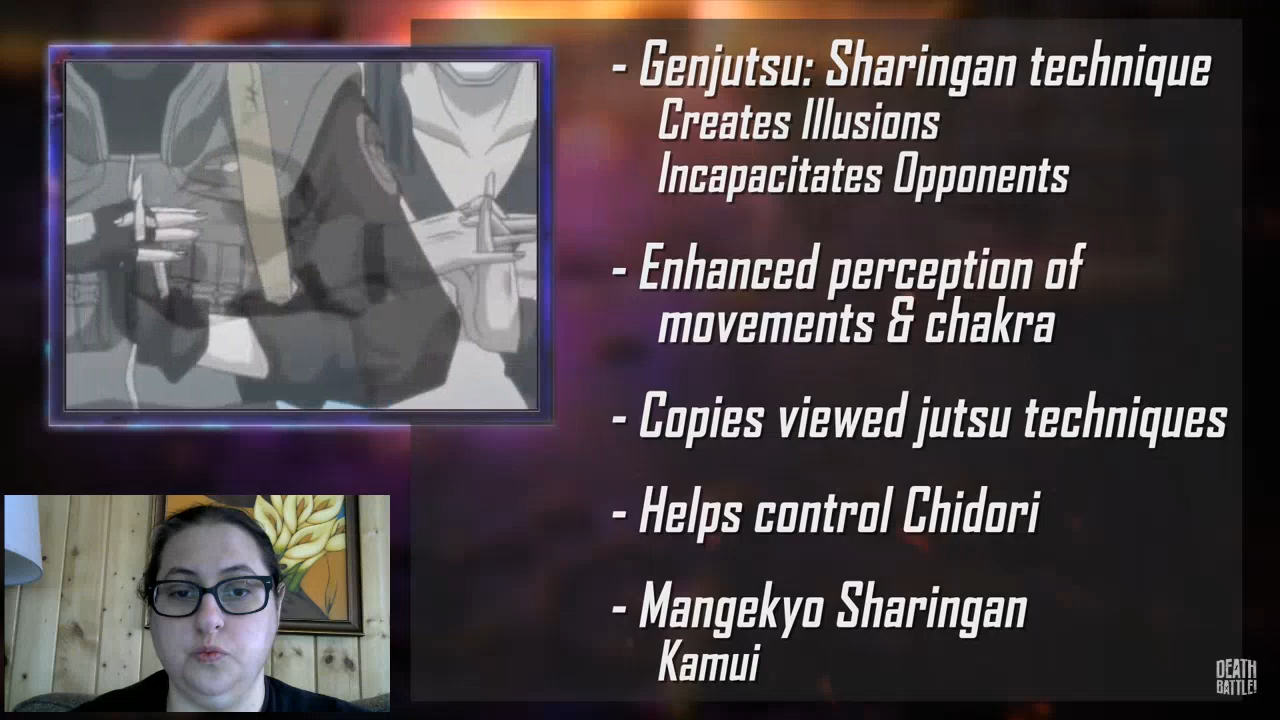 - Genjutsu: Sharingan technique
Creates Illusions
Incapacitates Opponents
- Enhanced perception of
movements & chakra
- Copies viewed jutsu techniques
- Helps control Chidori
- Mangekyo Sharingan
Kamui
DEATH
BATTLE!